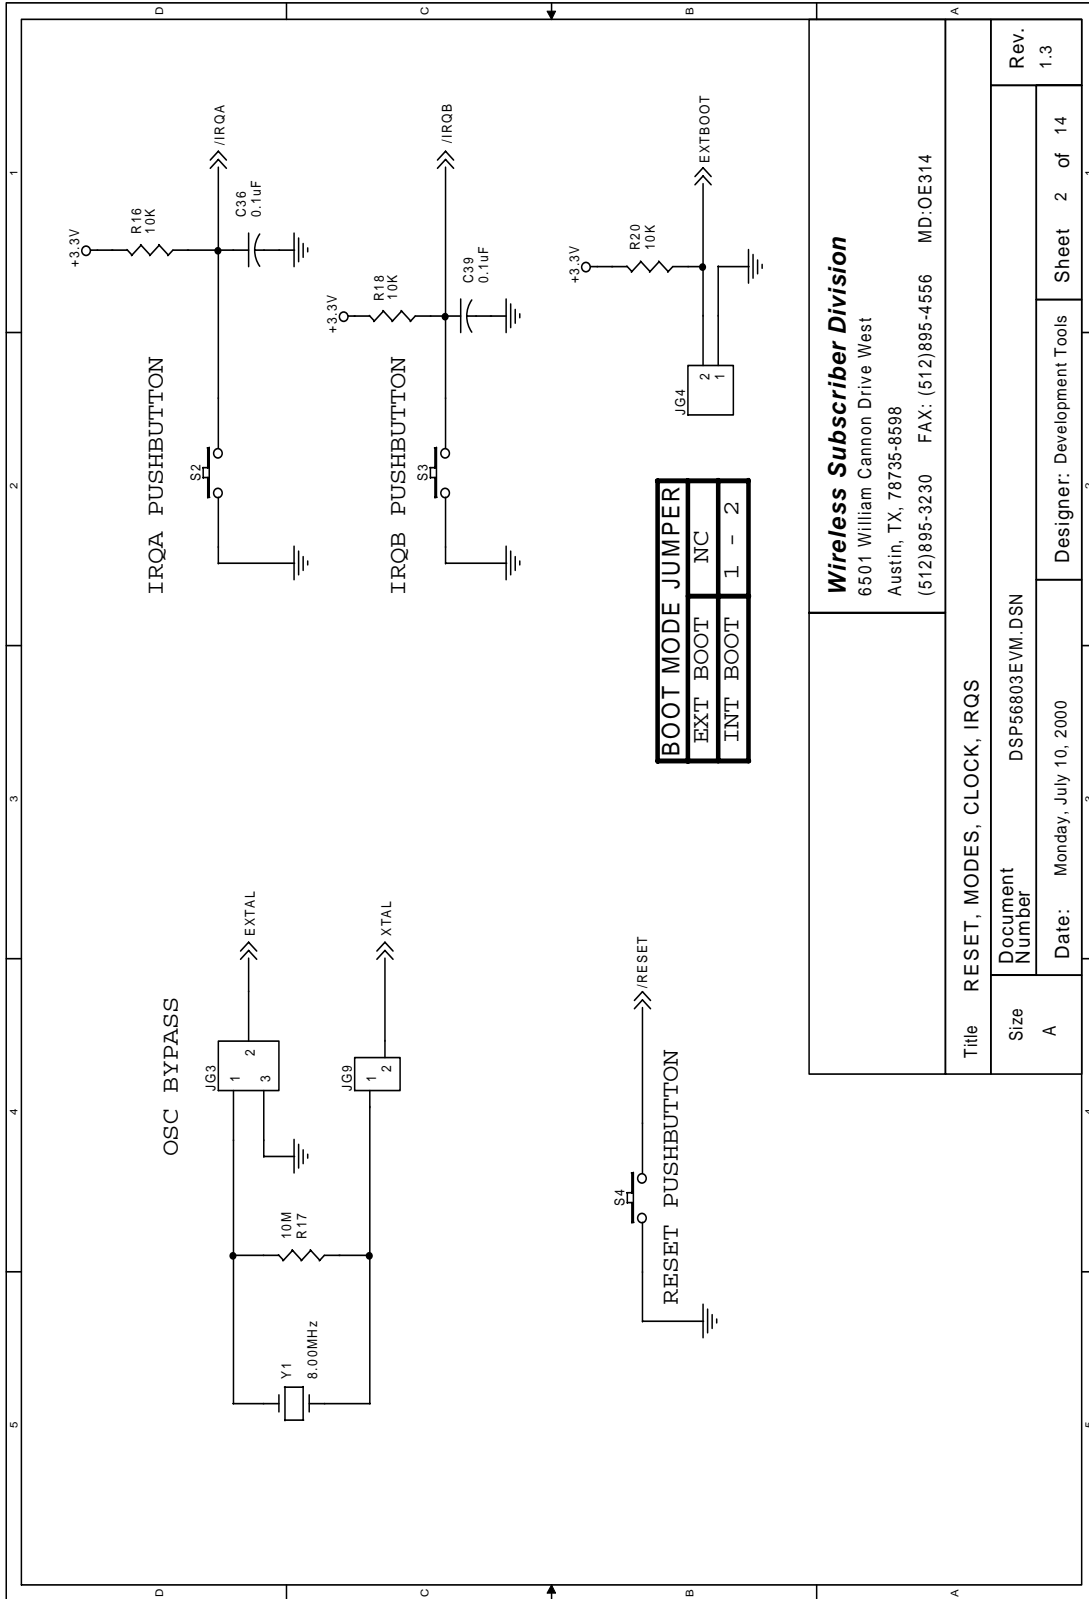 5
4
3
2
1
D
D
OSC BYPASS
JG3
1
2
3
EXTAL
Y1
8.00MHz
10M
R17
JG9
1
2
XTAL
IRQA PUSHBUTTON
S2
+3.3V
R16
10K
/IRQA
C36
0.1uF
C
C
IRQB PUSHBUTTON
S3
+3.3V
R18
10K
/IRQB
C39
0.1uF
B
B
S4
/RESET
RESET PUSHBUTTON
BOOT MODE JUMPER
EXT BOOT NC
INT BOOT 1 - 2
JG4
2
1
+3.3V
R20
10K
EXTBOOT
A
A
Wireless Subscriber Division
6501 William Cannon Drive West
Austin, TX, 78735-8598
(512)895-3230 FAX: (512)895-4556 MD:OE314
Title RESET, MODES, CLOCK, IRQS
Size
A
Document
Number
DSP56803EVM.DSN
Rev.
1.3
Date: Monday, July 10, 2000
Designer: Development Tools
Sheet 2 of 14
5
4
3
2
1